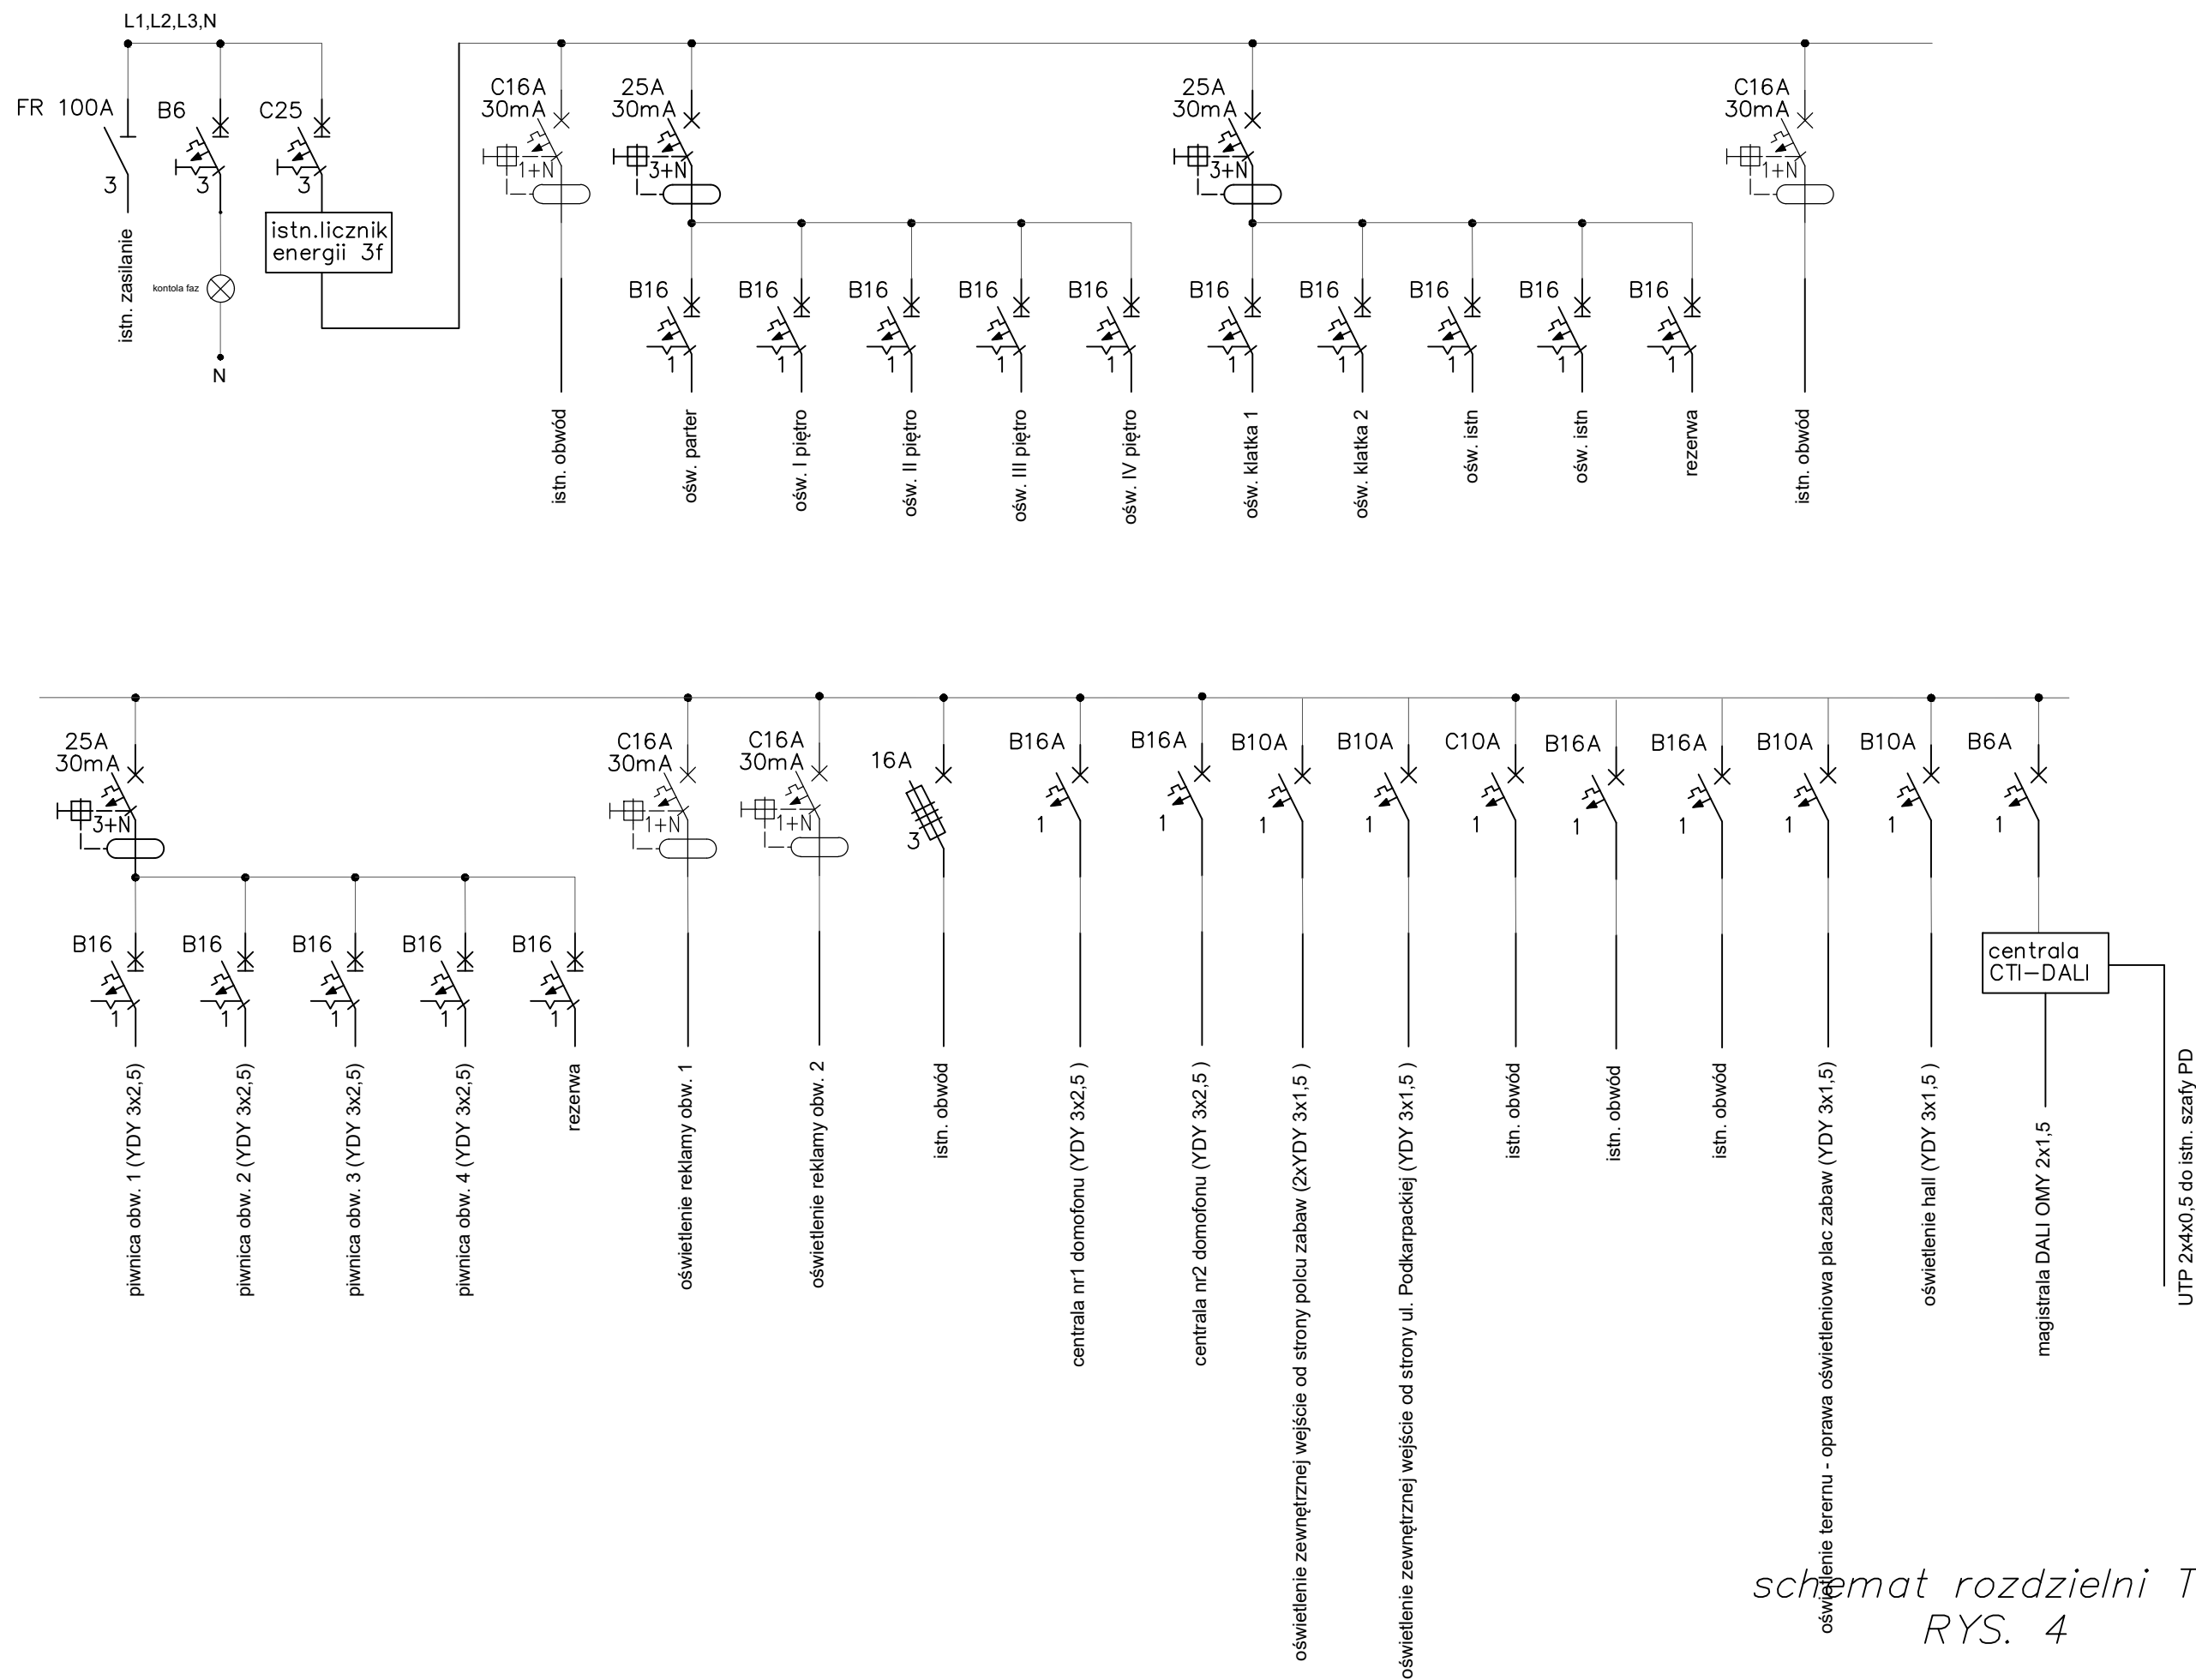 L1,L2,L3,N
FR 100A
3
istn. zasilanie
B6
3
kontola faz
N
C25
3
istn.licznik
energii 3f
C16A
30mA
1+N
istn. obwód
25A
30mA
3+N
B16
1
ośw. parter
B16
1
ośw. I piętro
B16
1
ośw. II piętro
B16
1
ośw. III piętro
B16
1
ośw. IV piętro
25A
30mA
3+N
B16
1
ośw. klatka 1
B16
1
ośw. klatka 2
B16
1
ośw. istn
B16
1
ośw. istn
B16
1
rezerwa
C16A
30mA
1+N
istn. obwód
25A
30mA
3+N
B16
1
piwnica obw. 1 (YDY 3x2,5)
B16
1
piwnica obw. 2 (YDY 3x2,5)
B16
1
piwnica obw. 3 (YDY 3x2,5)
B16
1
piwnica obw. 4 (YDY 3x2,5)
B16
1
rezerwa
C16A
30mA
1+N
oświetlenie reklamy obw. 1
C16A
30mA
1+N
oświetlenie reklamy obw. 2
16A
3
istn. obwód
B16A
1
centrala nr1 domofonu (YDY 3x2,5 )
B16A
1
centrala nr2 domofonu (YDY 3x2,5 )
B10A
1
oświetlenie zewnętrznej wejście od strony polcu zabaw (2xYDY 3x1,5 )
B10A
1
oświetlenie zewnętrznej wejście od strony ul. Podkarpackiej (YDY 3x1,5 )
C10A
1
istn. obwód
B16A
1
istn. obwód
B16A
1
istn. obwód
B10A
1
oświetlenie terernu - oprawa oświetleniowa plac zabaw (YDY 3x1,5)
B10A
1
oświetlenie hall (YDY 3x1,5 )
B6A
1
centrala
CTI-DALI
magistrala DALI OMY 2x1,5
UTP 2x4x0,5 do istn. szafy PD
schemat rozdzielni T
RYS. 4